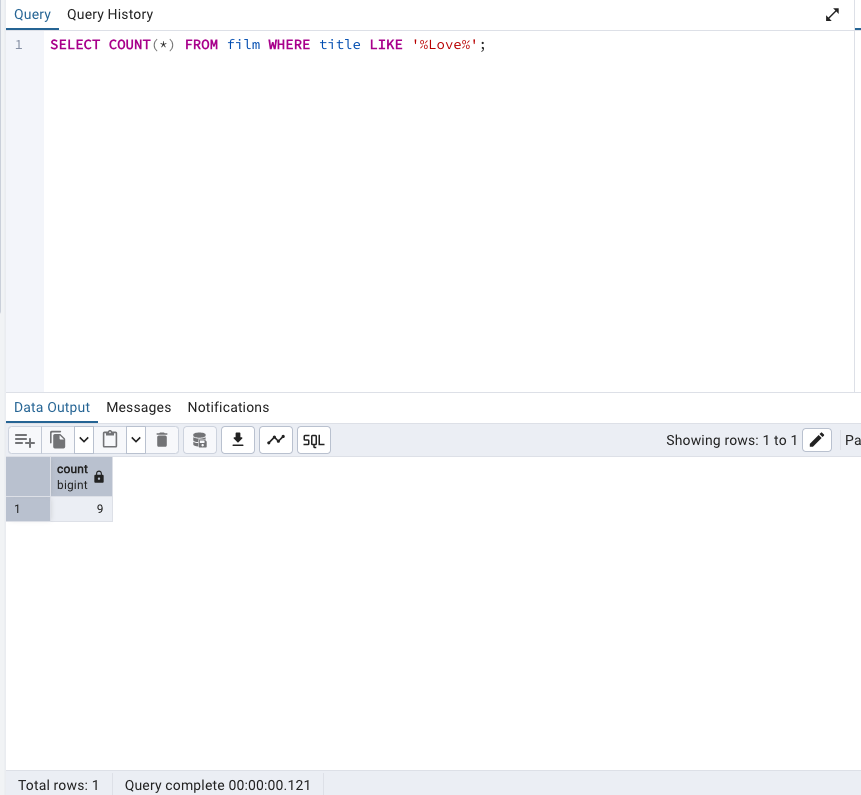 Query Query History
1 SELECT COUNT(*) FROM film WHERE title LIKE '%Love%';
Data Output Messages Notifications
SQL Showing rows: 1 to 1 Pa
count
bigint
1 9
Total rows: 1 Query complete 00:00:00.121